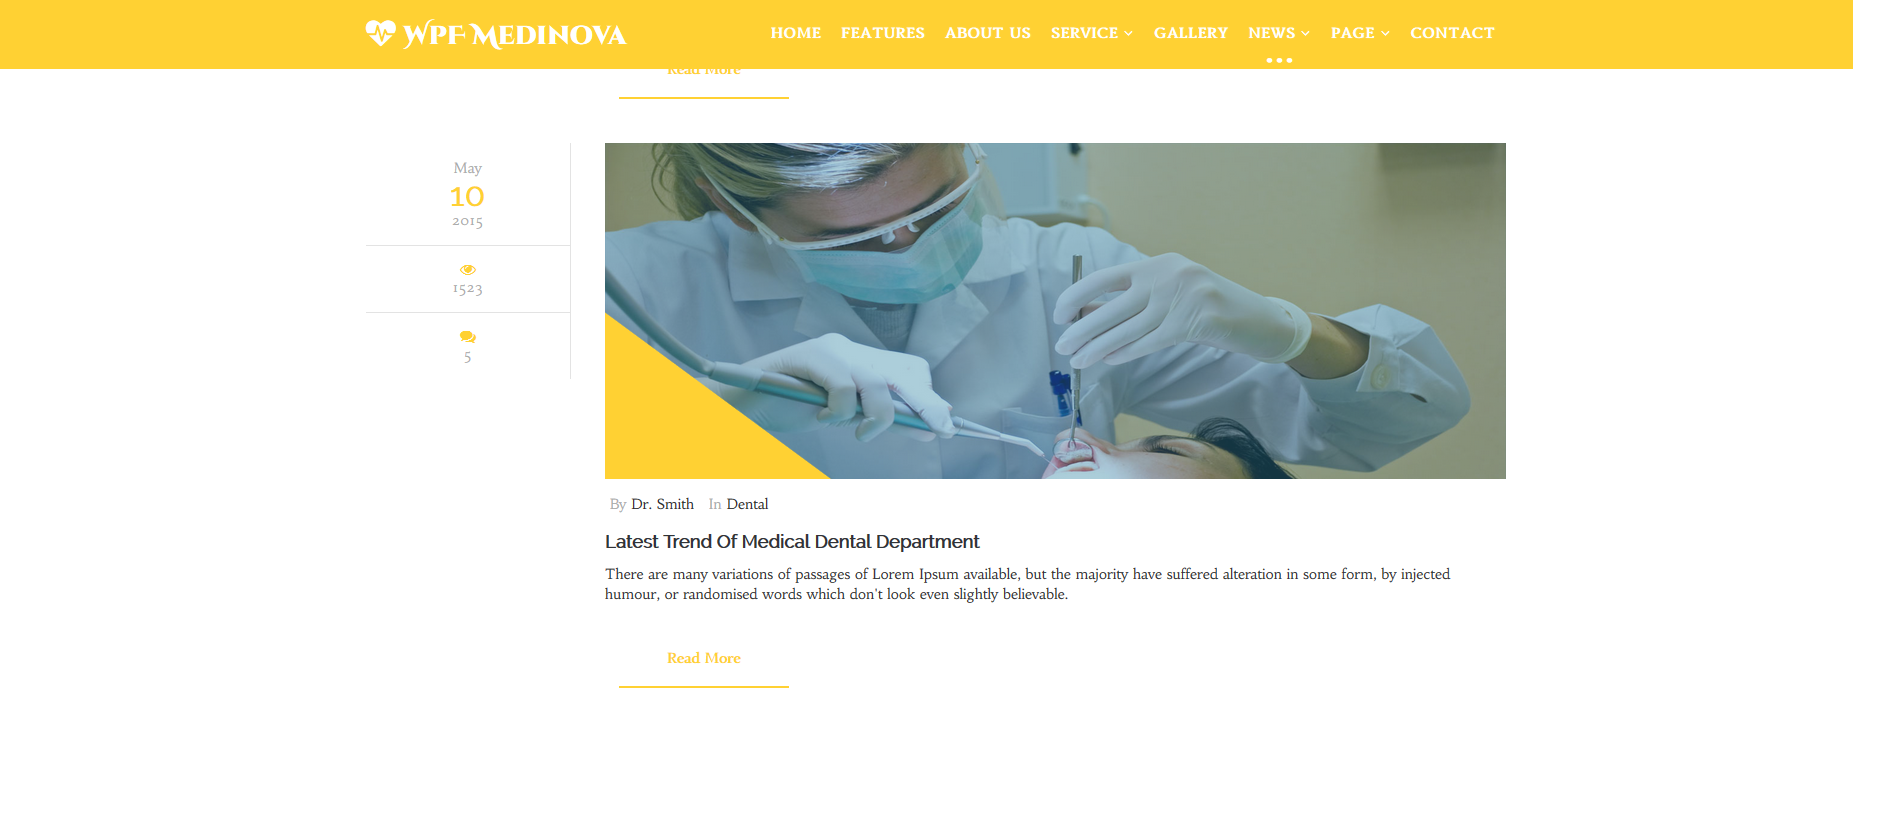 WPF MEDINOVA
HOME FEATURES ABOUT US SERVICE GALLERY NEWS PAGE CONTACT
Read More
May
10
2015
1523
5
By Dr. Smith In Dental
Latest Trend Of Medical Dental Department
There are many variations of passages of Lorem Ipsum available, but the majority have suffered alteration in some form, by injected
humour, or randomised words which don't look even slightly believable.
Read More